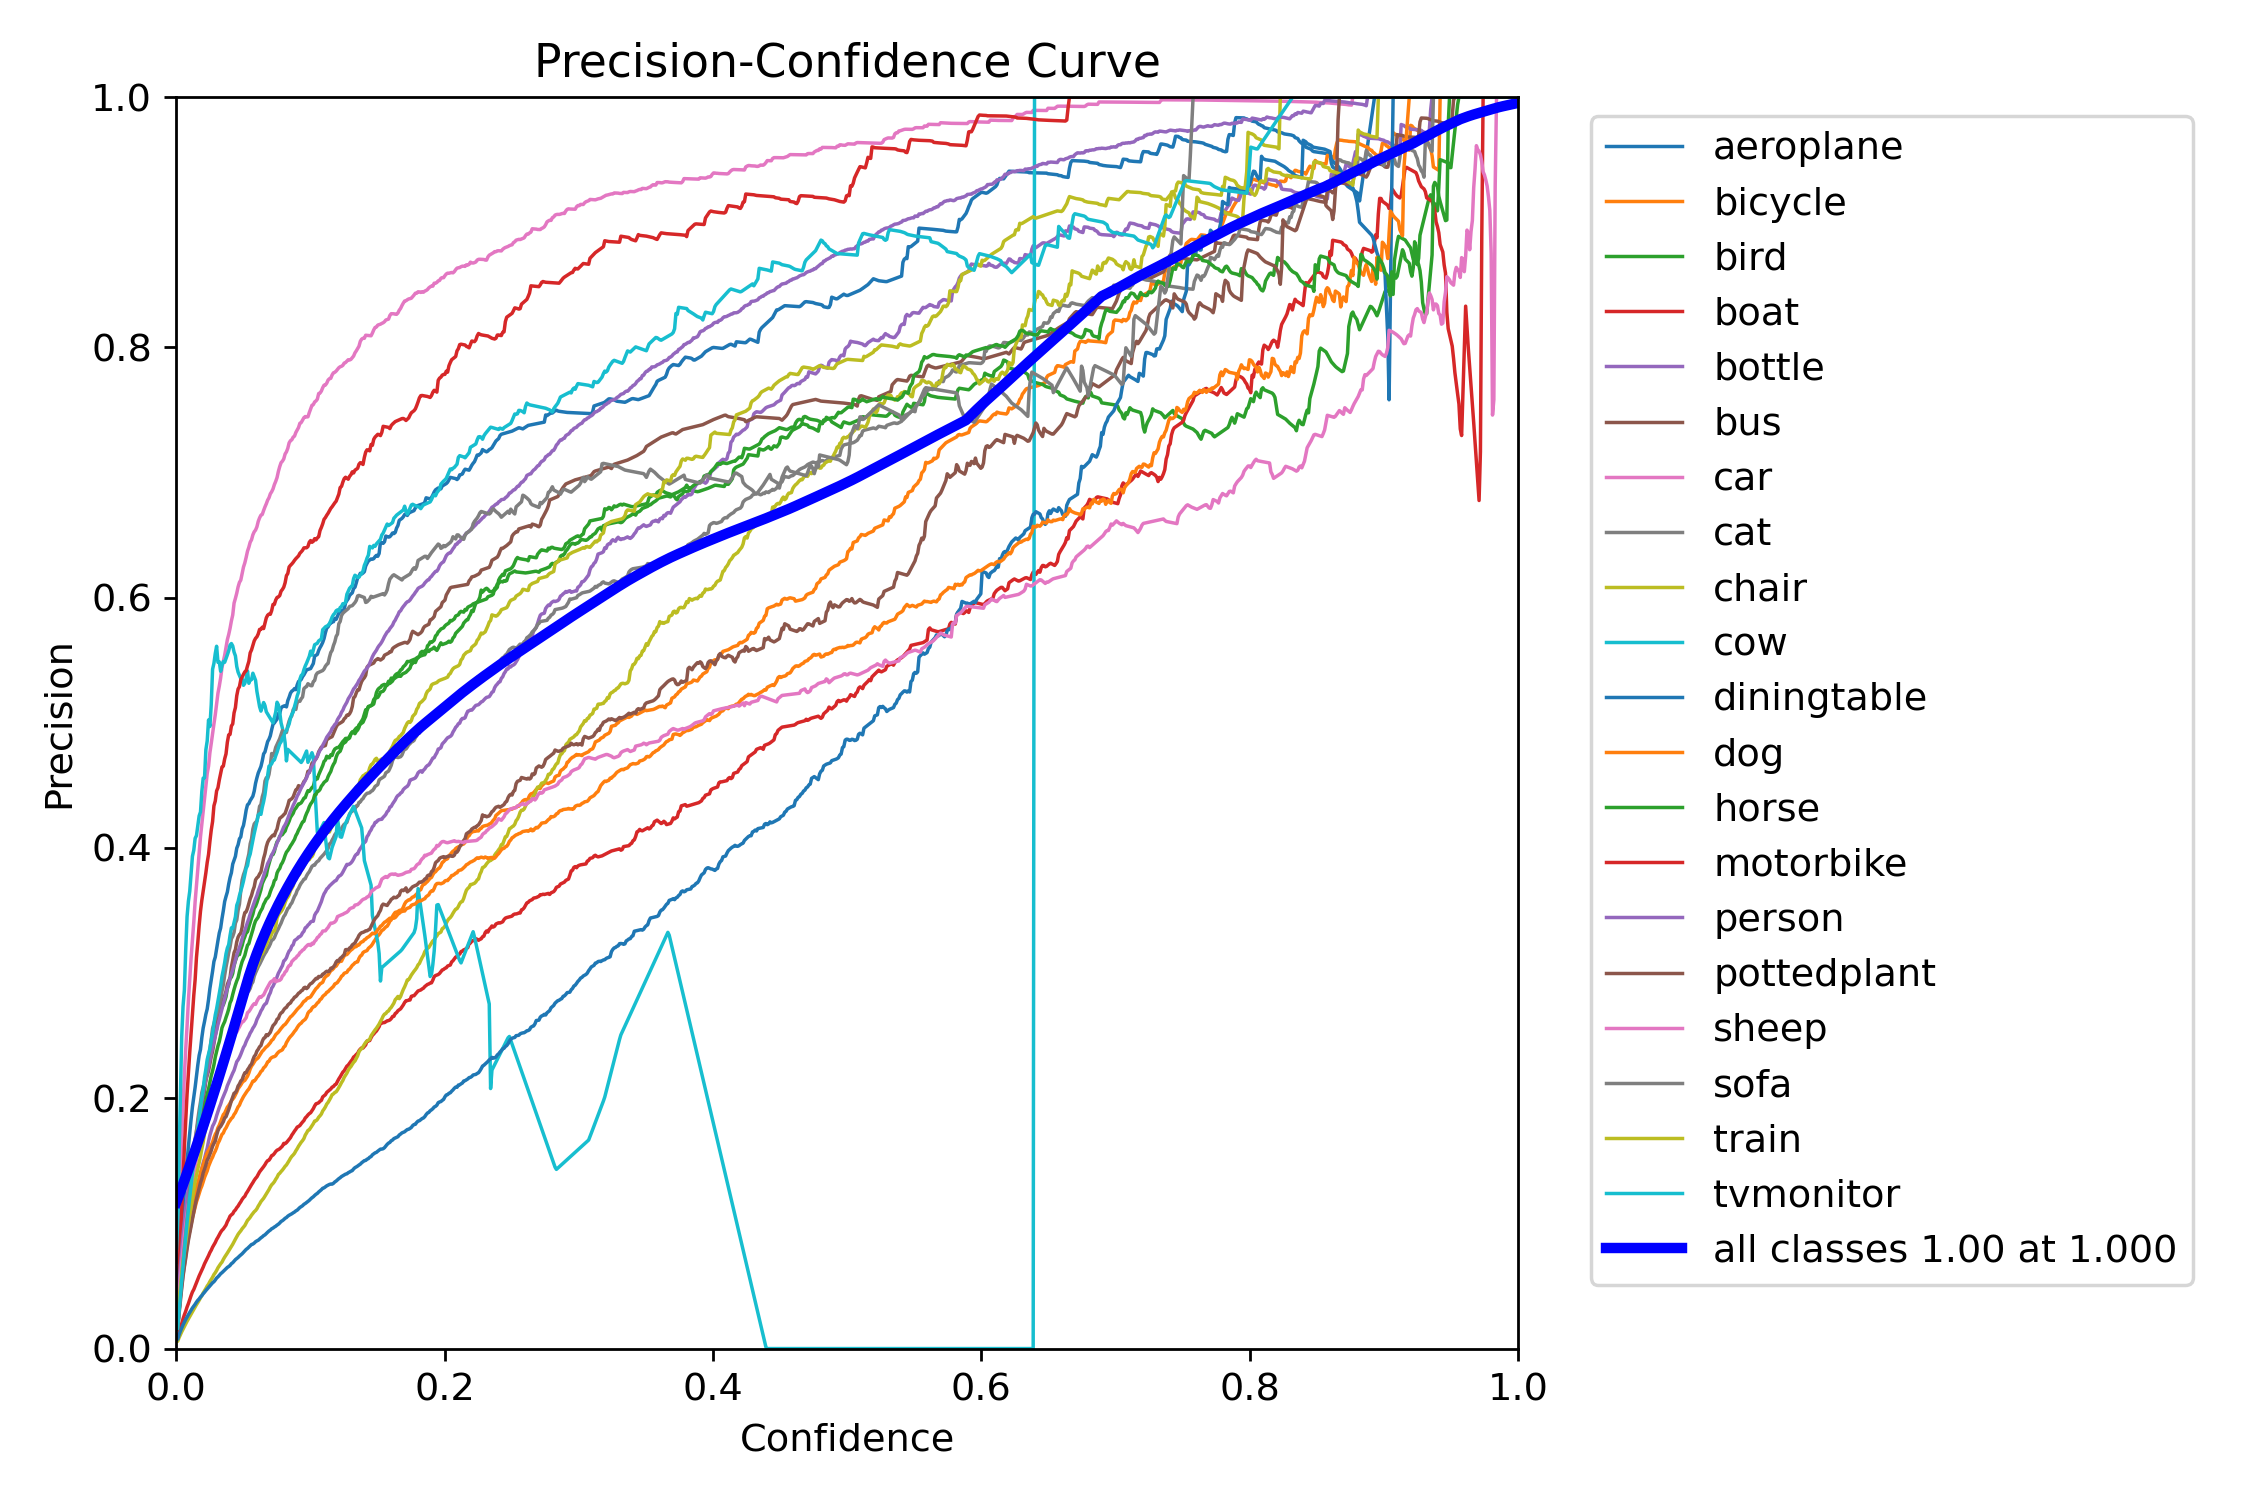 Precision-Confidence Curve
1.0
0.8
0.6
0.4
0.2
0.0
Precision
0.0 0.2 0.4 0.6 0.8 1.0
Confidence
aeroplane
bicycle
bird
boat
bottle
bus
car
cat
chair
cow
diningtable
dog
horse
motorbike
person
pottedplant
sheep
sofa
train
tvmonitor
all classes 1.00 at 1.000